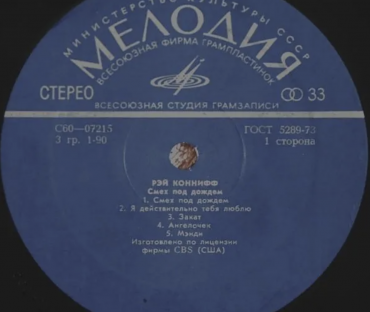 МИНИСТЕРСТВО КУЛЬТУРЫ СССР
МЕЛОДИЯ
ВСЕСОЮЗНАЯ ФИРМА ГРАМПЛАСТИНОК
СТЕРЕО 33
ВСЕСОЮЗНАЯ СТУДИЯ ГРАМЗАПИСИ
С60—07215 ГОСТ 5289-73
3 гр. 1-90 1 сторона
РЭЙ КОННИФФ
Смех под дождем
1. Смех под дождем
2. Я действительно тебя люблю
3. Закат
4. Ангелочек
5. Мэнди
Изготовлено по лицензии
фирмы CBS (США)